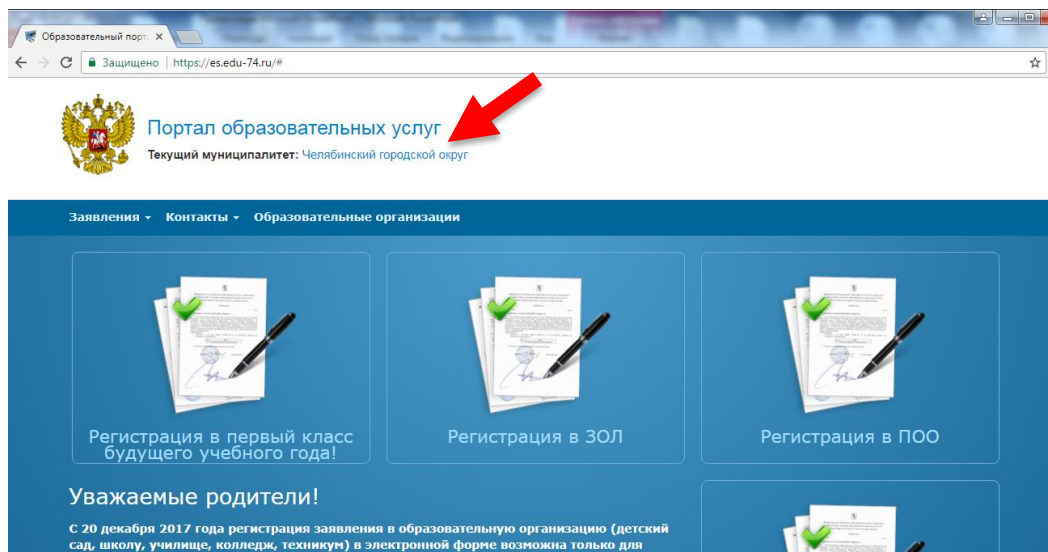 Образовательный порт
Защищено | https://es.edu-74.ru/#
Портал образовательных услуг
Текущий муниципалитет: Челябинский городской округ
Заявления Контакты Образовательные организации
Регистрация в первый класс
будущего учебного года!
Регистрация в ЗОЛ
Регистрация в ПОО
Уважаемые родители!
С 20 декабря 2017 года регистрация заявления в образовательную организацию (детский
сад, школу, училище, колледж, техникум) в электронной форме возможна только для